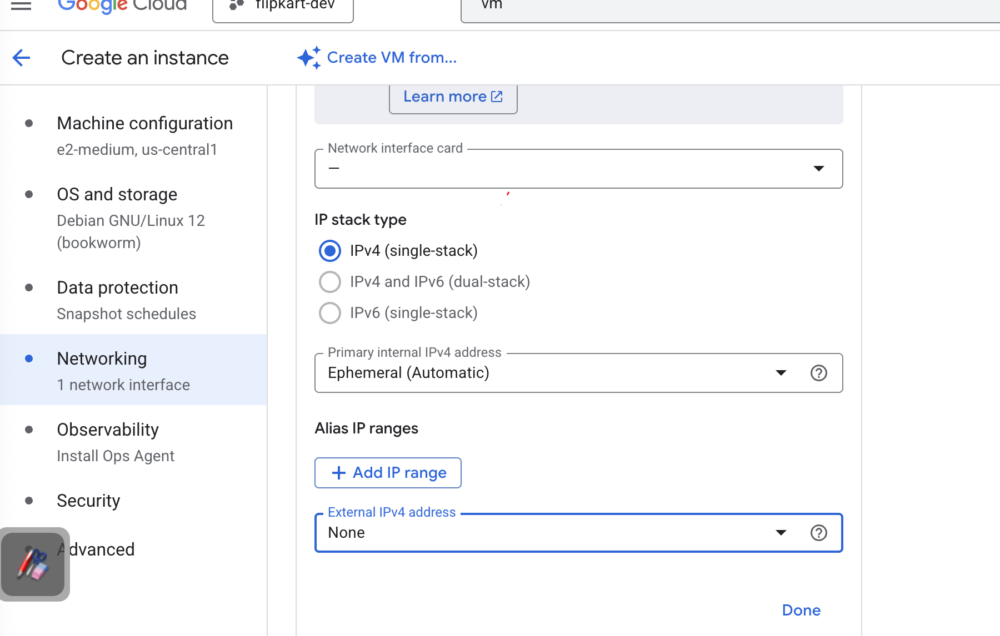 Google Cloud
flipkart-dev
vm
Create an instance
Create VM from...
Machine configuration
e2-medium, us-central1
OS and storage
Debian GNU/Linux 12
(bookworm)
Data protection
Snapshot schedules
Networking
1 network interface
Observability
Install Ops Agent
Security
Advanced
Learn more
Network interface card
–
IP stack type
IPv4 (single-stack)
IPv4 and IPv6 (dual-stack)
IPv6 (single-stack)
Primary internal IPv4 address
Ephemeral (Automatic)
Alias IP ranges
+ Add IP range
External IPv4 address
None
Done